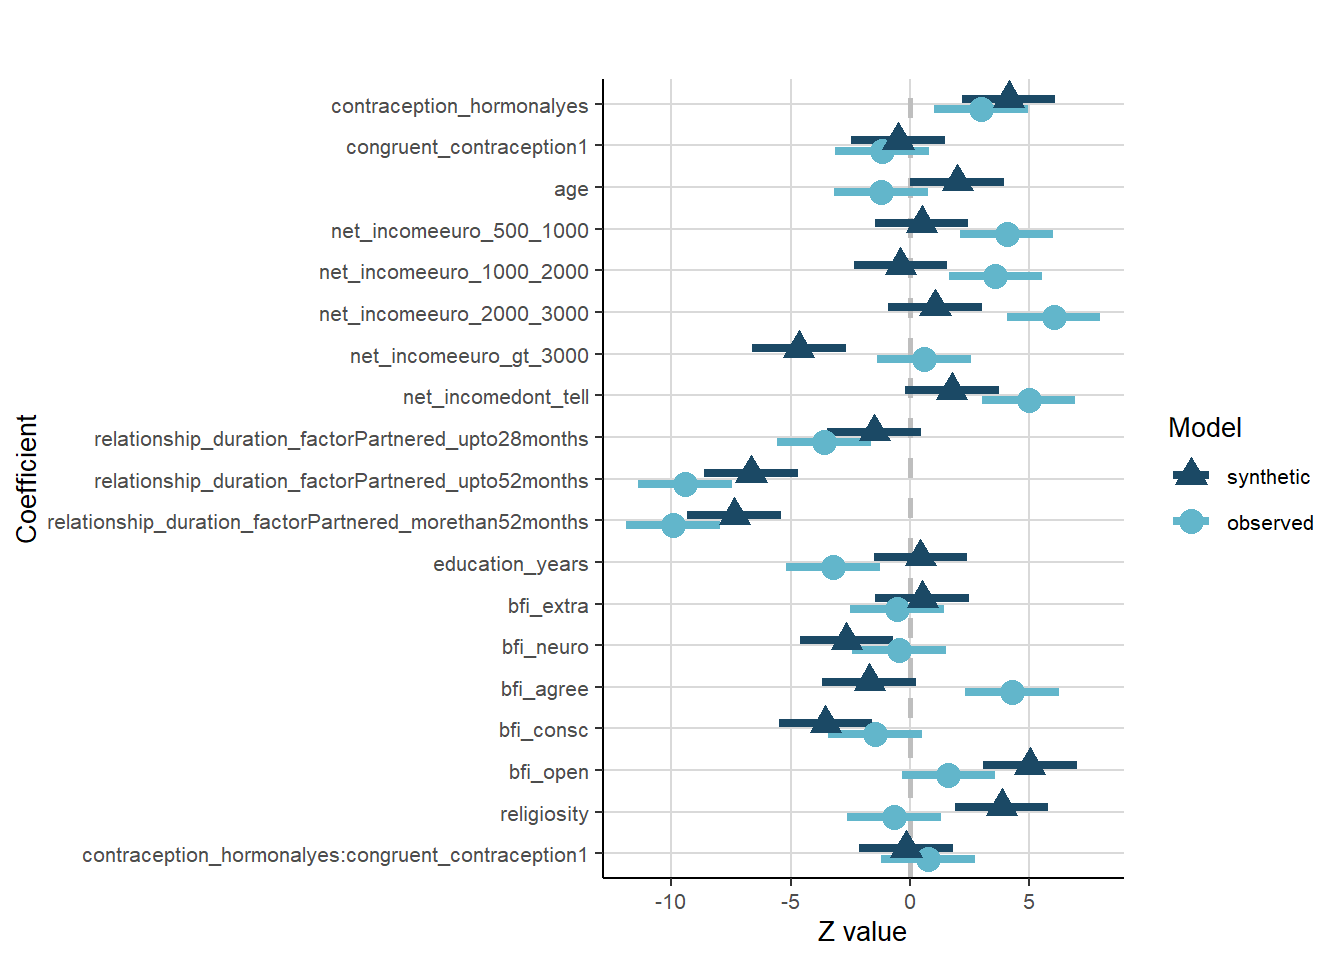 contraception_hormonalyes
congruent_contraception1
age
net_incomeeuro_500_1000
net_incomeeuro_1000_2000
net_incomeeuro_2000_3000
net_incomeeuro_gt_3000
net_incomedont_tell
relationship_duration_factorPartnered_upto28months
relationship_duration_factorPartnered_upto52months
relationship_duration_factorPartnered_morethan52months
education_years
bfi_extra
bfi_neuro
bfi_agree
bfi_consc
bfi_open
religiosity
contraception_hormonalyes:congruent_contraception1
Coefficient
-10 -5 0 5
Z value
Model
synthetic
observed